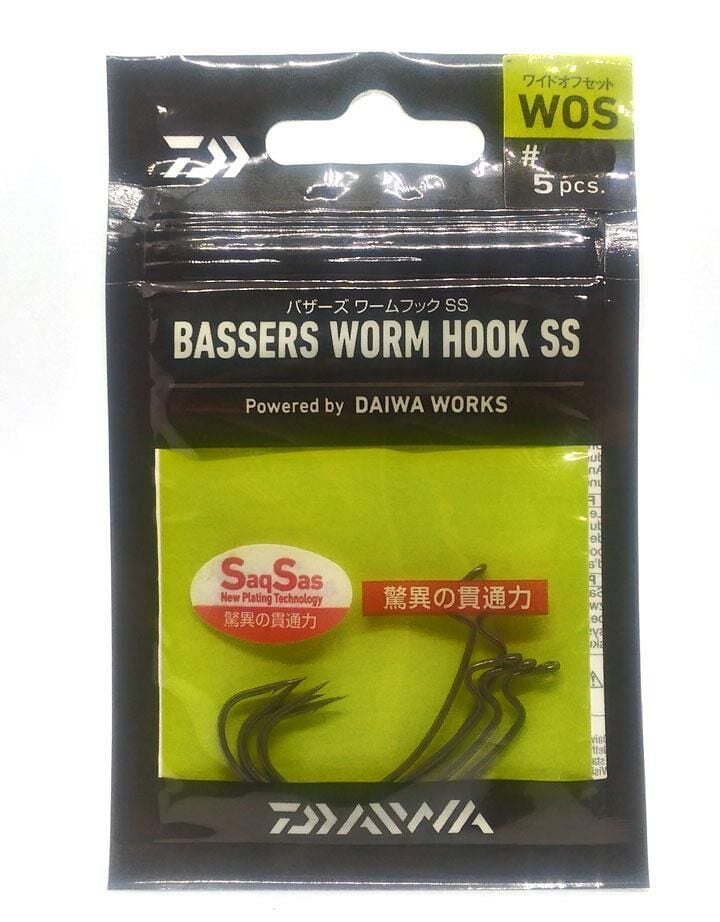 ワイドオフセット
WOS
#
5 pcs.
バザーズ ワームフック SS
BASSERS WORM HOOK SS
Powered by DAIWA WORKS
SaqSas
New Plating Technology
驚異の貫通力
驚異の貫通力
DAIWA